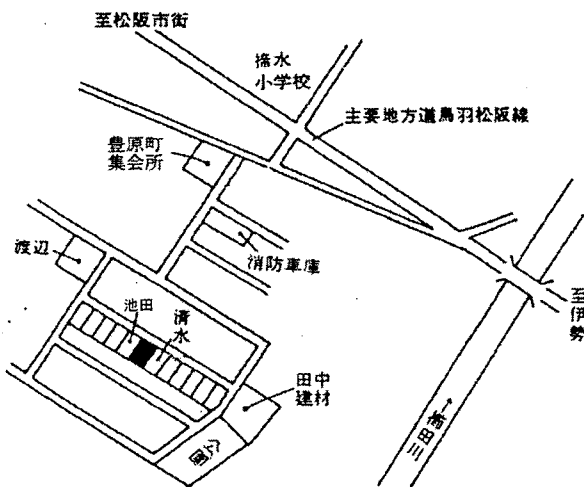 至松阪市街
擂水
小学校
主要地方道鳥羽松阪線
豊原町
集会所
消防車庫
渡辺
池田
清水
至伊勢
田中
建材
公園
←櫛田川